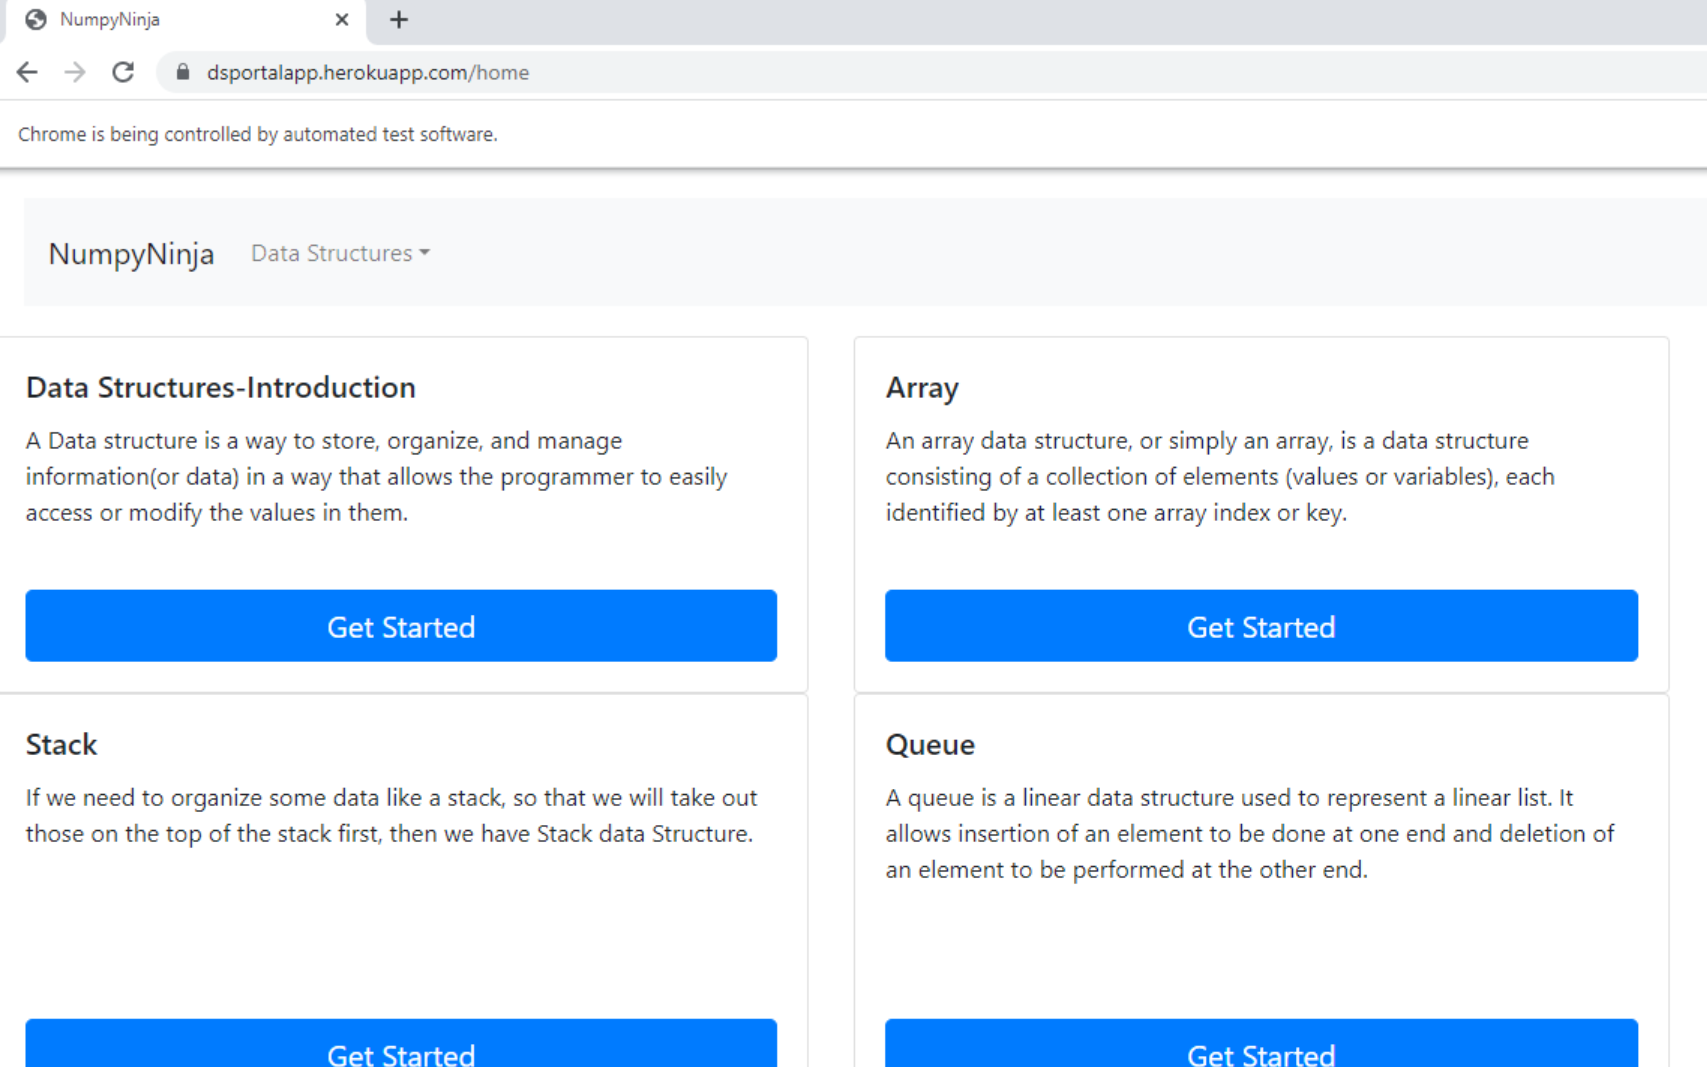 NumpyNinja
dsportalapp.herokuapp.com/home
Chrome is being controlled by automated test software.
NumpyNinja Data Structures
Data Structures-Introduction
A Data structure is a way to store, organize, and manage
information(or data) in a way that allows the programmer to easily
access or modify the values in them.
Get Started
Array
An array data structure, or simply an array, is a data structure
consisting of a collection of elements (values or variables), each
identified by at least one array index or key.
Get Started
Stack
If we need to organize some data like a stack, so that we will take out
those on the top of the stack first, then we have Stack data Structure.
Get Started
Queue
A queue is a linear data structure used to represent a linear list. It
allows insertion of an element to be done at one end and deletion of
an element to be performed at the other end.
Get Started